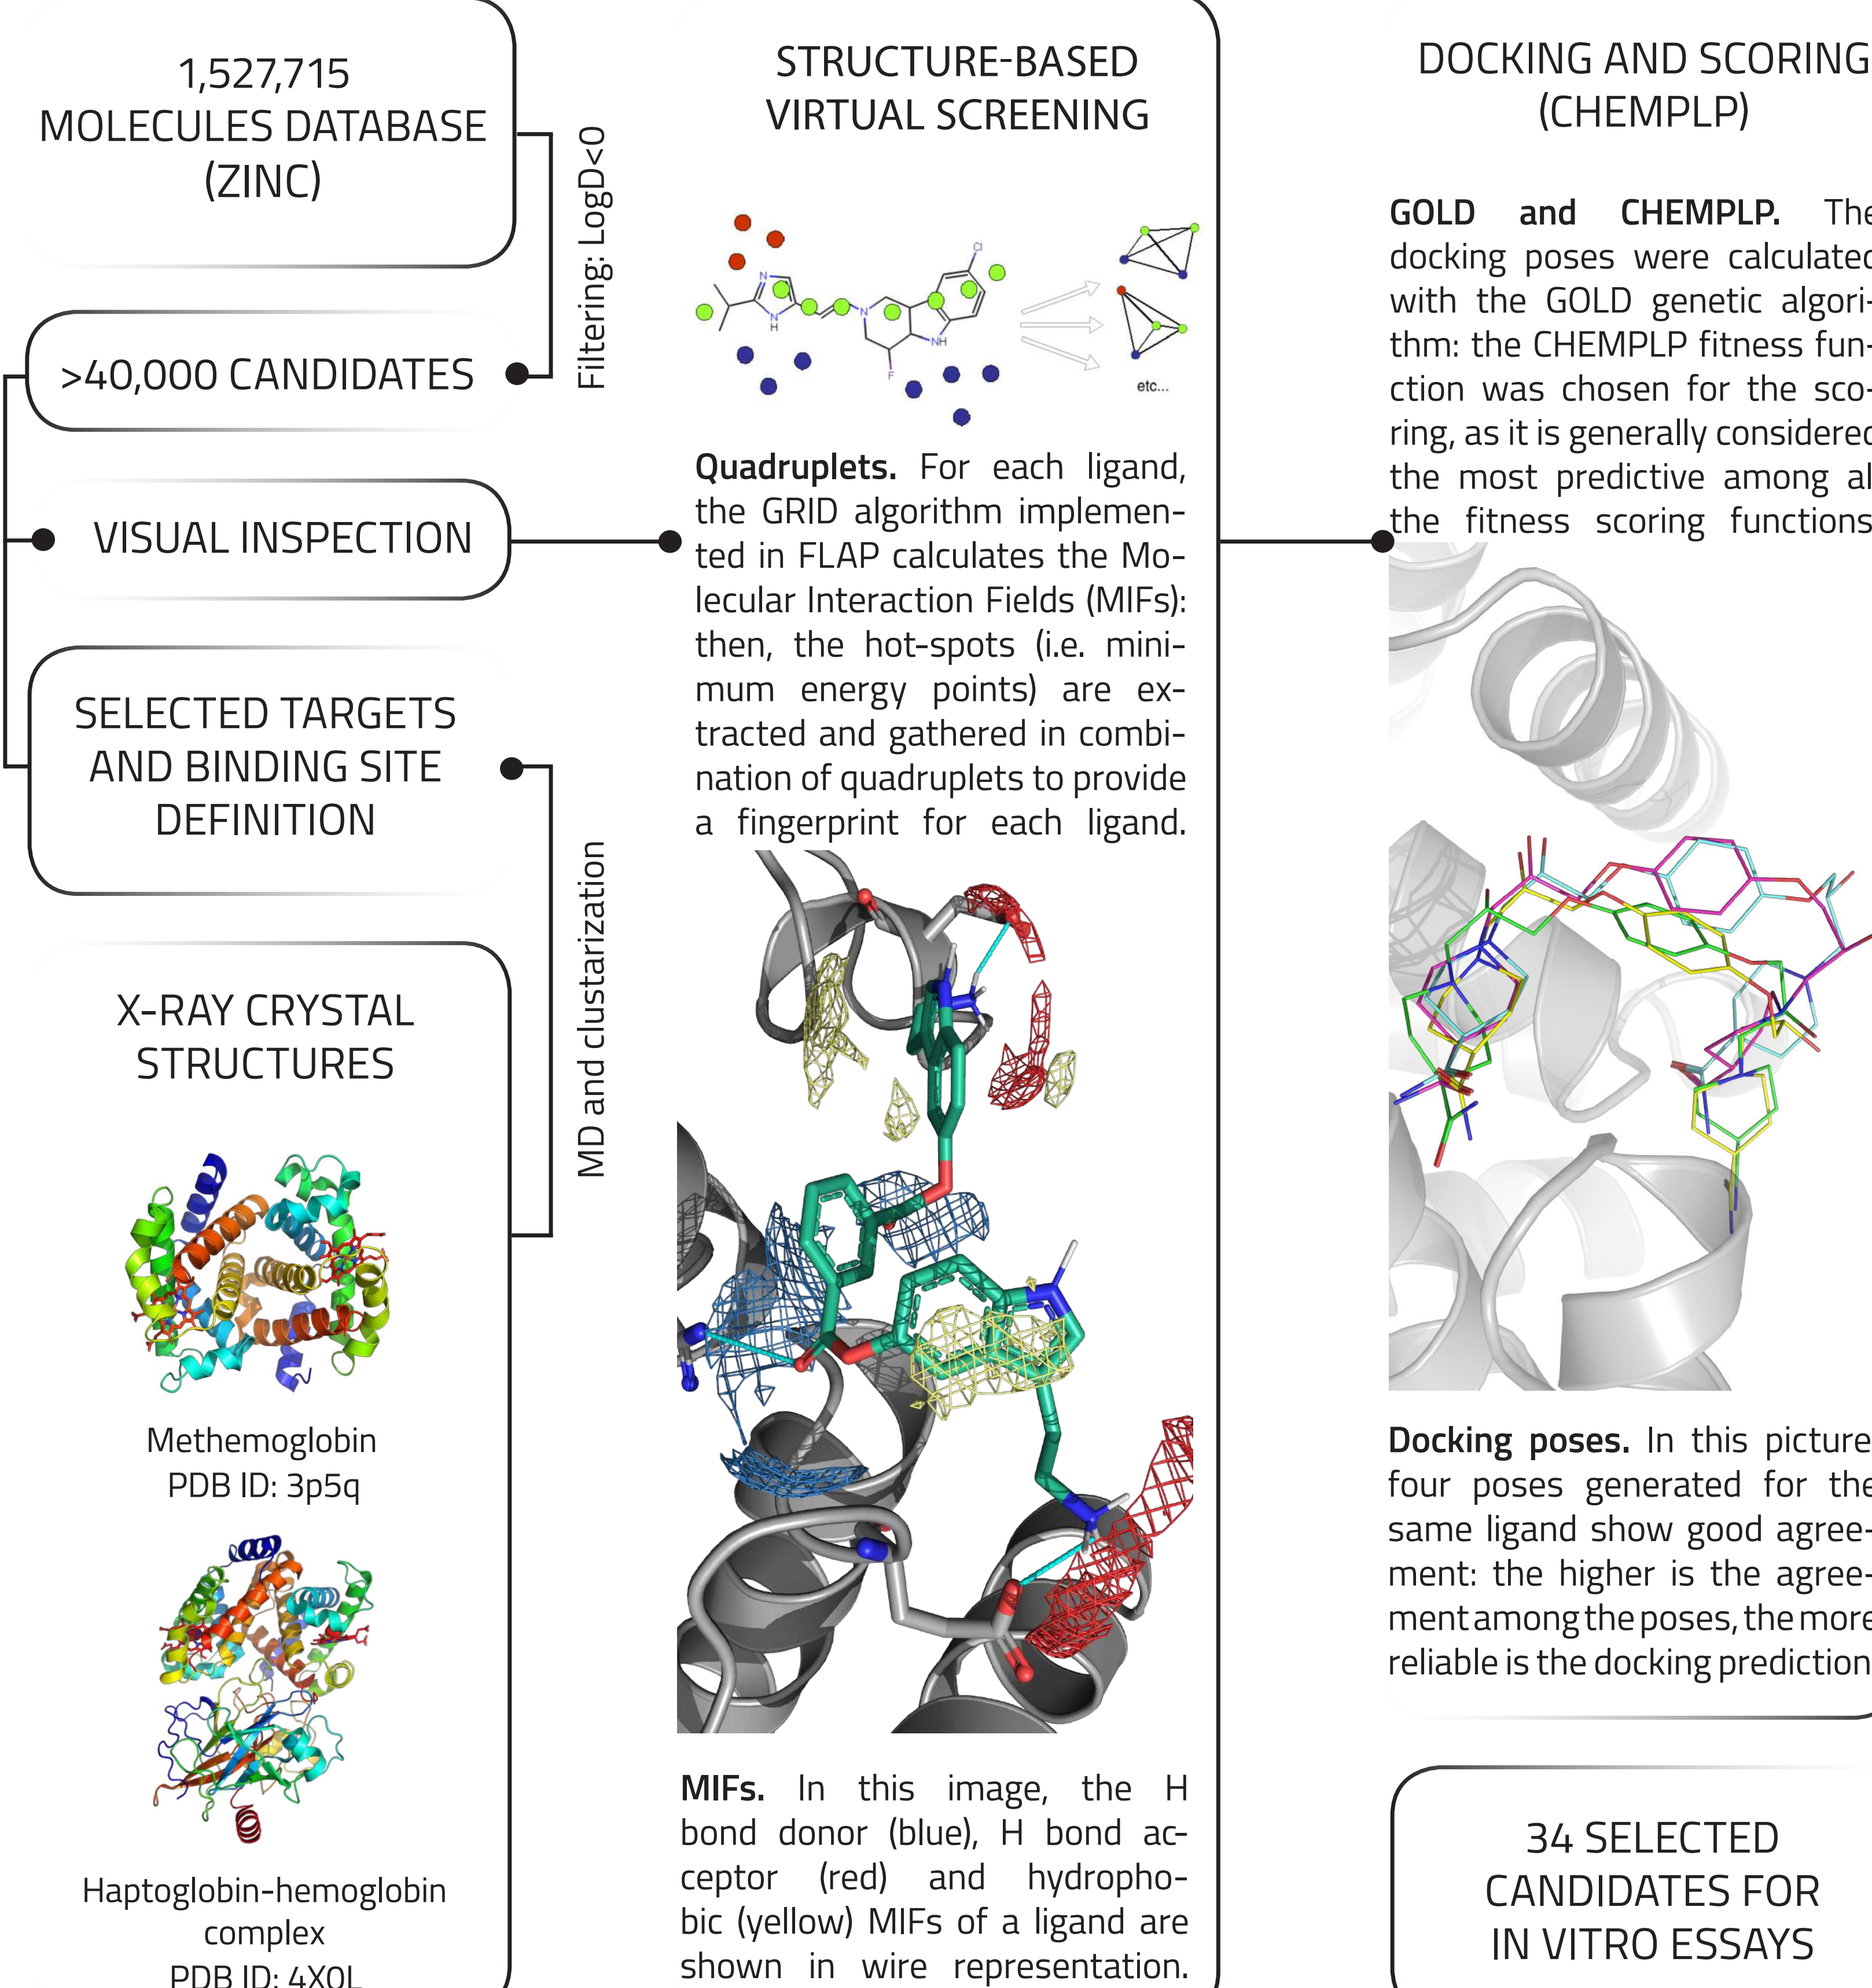 1,527,715
MOLECULES DATABASE
(ZINC)
Filtering: LogD<0
>40,000 CANDIDATES
VISUAL INSPECTION
SELECTED TARGETS
AND BINDING SITE
DEFINITION
MD and clustarization
X-RAY CRYSTAL
STRUCTURES
Methemoglobin
PDB ID: 3p5q
Haptoglobin-hemoglobin
complex
PDB ID: 4X0L
STRUCTURE-BASED
VIRTUAL SCREENING
Cl
N
N
H
N
NH
F
etc...
Quadruplets. For each ligand,
the GRID algorithm implemen-
ted in FLAP calculates the Mo-
lecular Interaction Fields (MIFs):
then, the hot-spots (i.e. mini-
mum energy points) are ex-
tracted and gathered in combi-
nation of quadruplets to provide
a fingerprint for each ligand.
MIFs. In this image, the H
bond donor (blue), H bond ac-
ceptor (red) and hydropho-
bic (yellow) MIFs of a ligand are
shown in wire representation.
DOCKING AND SCORING
(CHEMPLP)
GOLD and CHEMPLP. The
docking poses were calculated
with the GOLD genetic algori-
thm: the CHEMPLP fitness fun-
ction was chosen for the sco-
ring, as it is generally considered
the most predictive among al
the fitness scoring functions
Docking poses. In this picture
four poses generated for the
same ligand show good agree-
ment: the higher is the agree-
ment among the poses, the more
reliable is the docking prediction
34 SELECTED
CANDIDATES FOR
IN VITRO ESSAYS